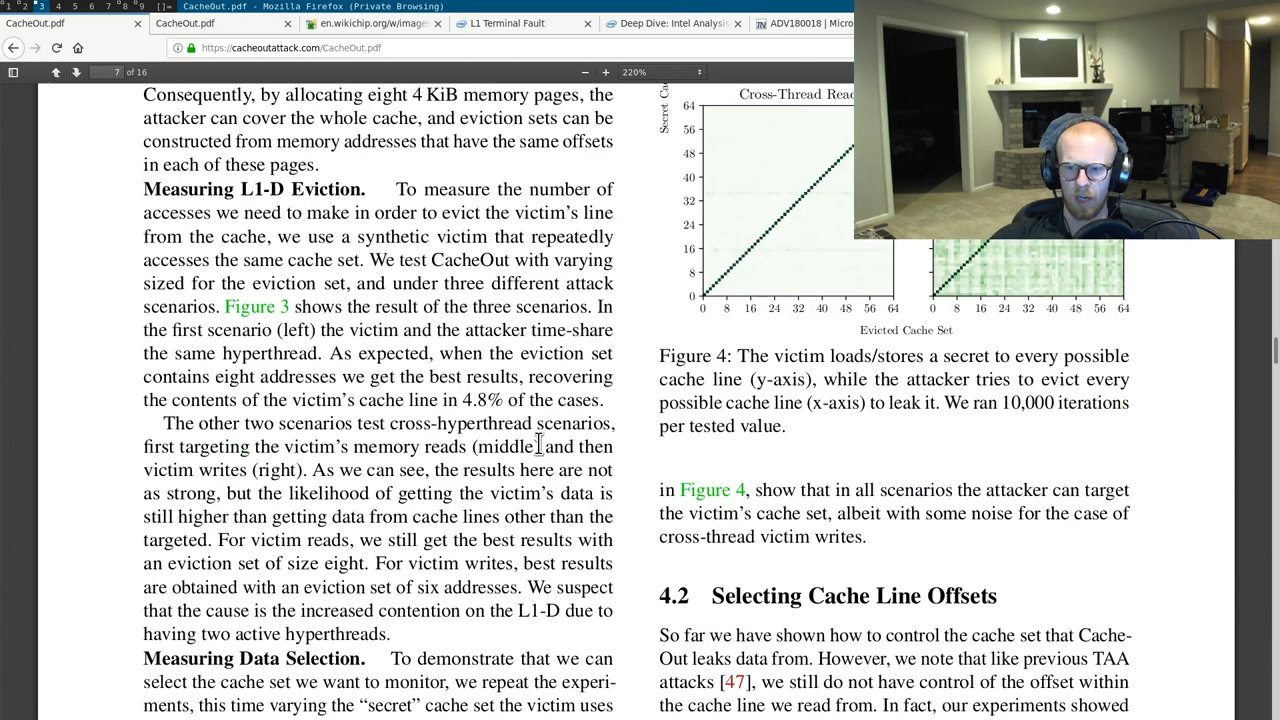 1 2 3 4 5 6 7 8 9 []= CacheOut.pdf - Mozilla Firefox (Private Browsing)
CacheOut.pdf
CacheOut.pdf
en.wikichip.org/w/image
L1 Terminal Fault
Deep Dive: Intel Analysis
ADV180018 | Micro
https://cacheoutattack.com/CacheOut.pdf
7 of 16
220%
Consequently, by allocating eight 4 KiB memory pages, the
attacker can cover the whole cache, and eviction sets can be
constructed from memory addresses that have the same offsets
in each of these pages.
Measuring L1-D Eviction. To measure the number of
accesses we need to make in order to evict the victim's line
from the cache, we use a synthetic victim that repeatedly
accesses the same cache set. We test CacheOut with varying
sized for the eviction set, and under three different attack
scenarios. Figure 3 shows the result of the three scenarios. In
the first scenario (left) the victim and the attacker time-share
the same hyperthread. As expected, when the eviction set
contains eight addresses we get the best results, recovering
the contents of the victim's cache line in 4.8% of the cases.
The other two scenarios test cross-hyperthread scenarios,
first targeting the victim's memory reads (middle) and then
victim writes (right). As we can see, the results here are not
as strong, but the likelihood of getting the victim's data is
still higher than getting data from cache lines other than the
targeted. For victim reads, we still get the best results with
an eviction set of size eight. For victim writes, best results
are obtained with an eviction set of six addresses. We suspect
that the cause is the increased contention on the L1-D due to
having two active hyperthreads.
Measuring Data Selection. To demonstrate that we can
select the cache set we want to monitor, we repeat the experi-
ments, this time varying the "secret" cache set the victim uses
Cross-Thread Read
Secret Ca
64
56
48
40
32
24
16
8
0
0 8 16 24 32 40 48 56 64
0 8 16 24 32 40 48 56 64
Evicted Cache Set
Figure 4: The victim loads/stores a secret to every possible
cache line (y-axis), while the attacker tries to evict every
possible cache line (x-axis) to leak it. We ran 10,000 iterations
per tested value.
in Figure 4, show that in all scenarios the attacker can target
the victim's cache set, albeit with some noise for the case of
cross-thread victim writes.
4.2 Selecting Cache Line Offsets
So far we have shown how to control the cache set that Cache-
Out leaks data from. However, we note that like previous TAA
attacks [47], we still do not have control of the offset within
the cache line we read from. In fact, our experiments showed